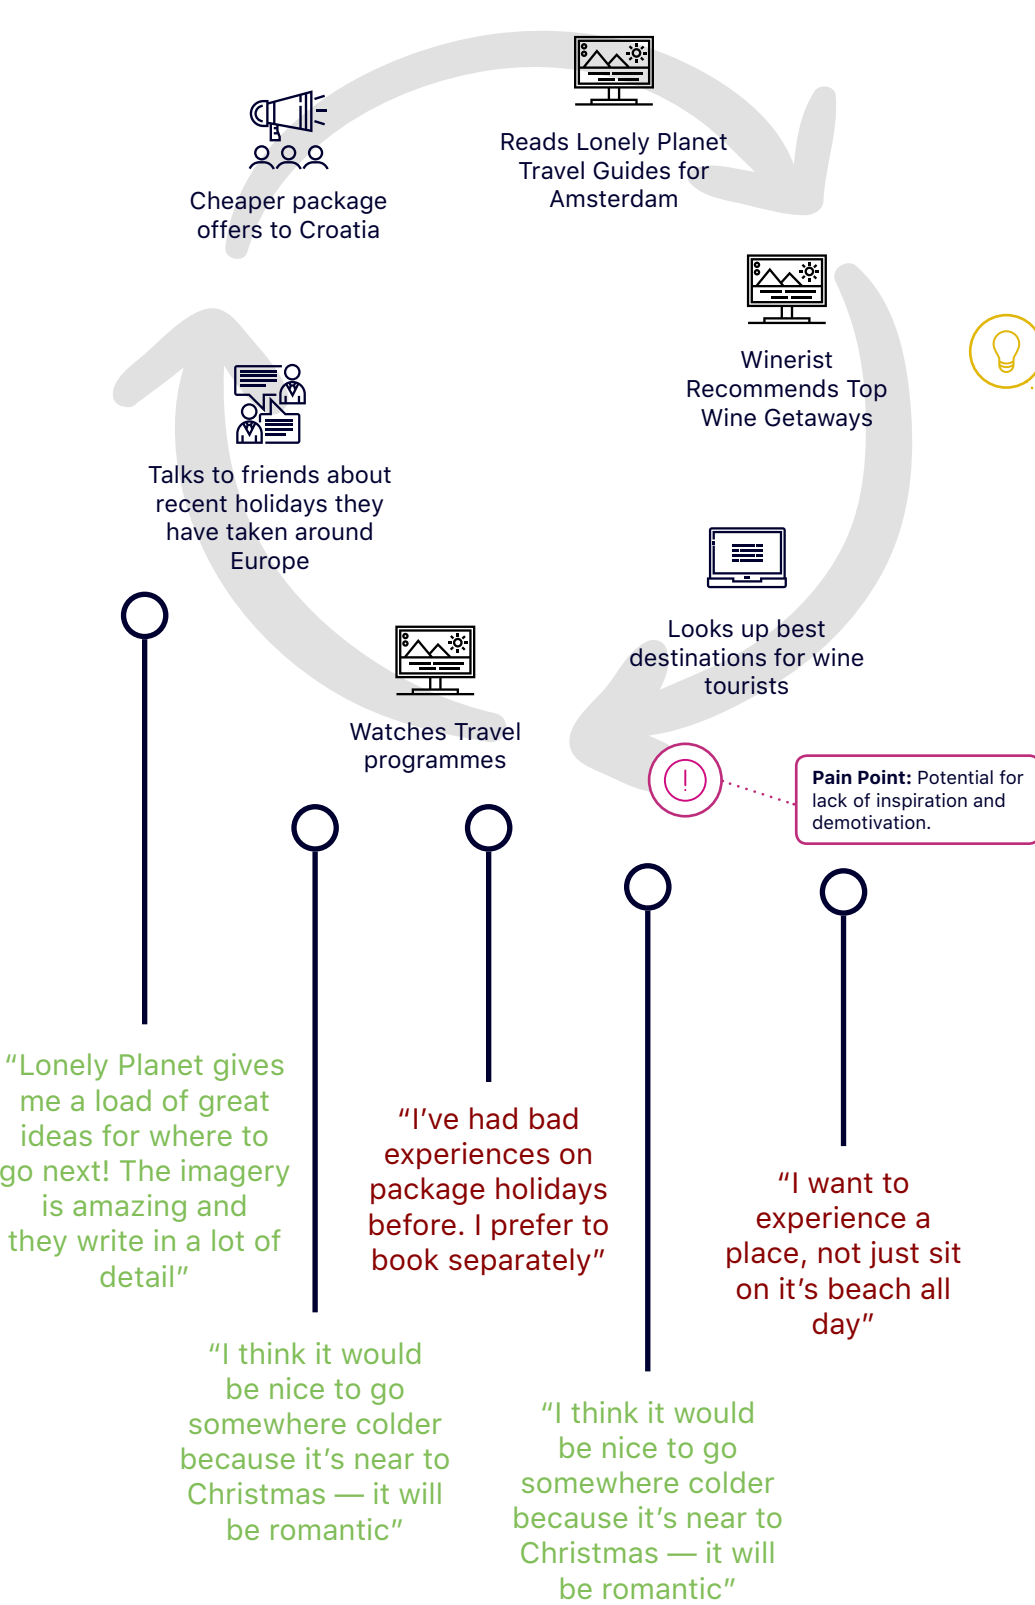 Reads Lonely Planet
Travel Guides for
Amsterdam
Cheaper package
offers to Croatia
Winerist
Recommends Top
Wine Getaways
Talks to friends about
recent holidays they
have taken around
Europe
Looks up best
destinations for wine
tourists
Watches Travel
programmes
Pain Point: Potential for
lack of inspiration and
demotivation.
“Lonely Planet gives
me a load of great
ideas for where to
go next! The imagery
is amazing and
they write in a lot of
detail”
“I’ve had bad
experiences on
package holidays
before. I prefer to
book separately”
“I want to
experience a
place, not just sit
on it’s beach all
day”
“I think it would
be nice to go
somewhere colder
because it’s near to
Christmas — it will
be romantic”
“I think it would
be nice to go
somewhere colder
because it’s near to
Christmas — it will
be romantic”